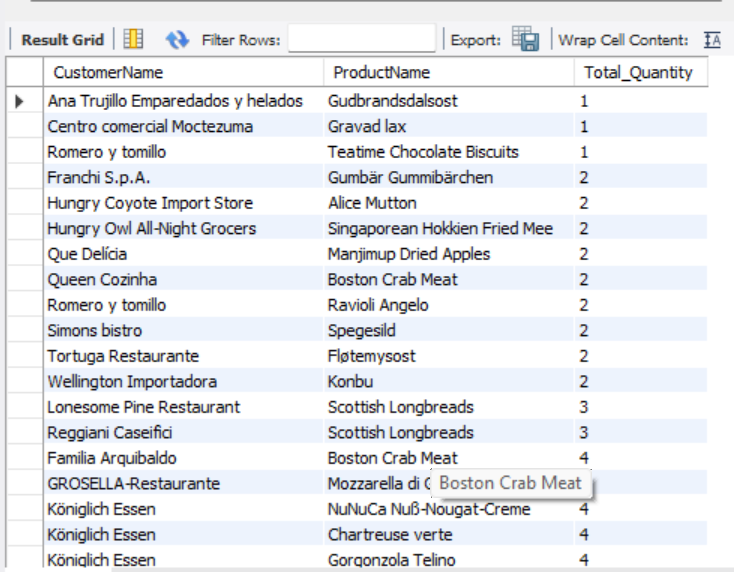 Result Grid Filter Rows: Export: Wrap Cell Content: IA
CustomerName ProductName Total_Quantity
Ana Trujillo Emparedados y helados Gudbrandsdalsost 1
Centro comercial Moctezuma Gravad lax 1
Romero y tomillo Teatime Chocolate Biscuits 1
Franchi S.p.A. Gumbär Gummibärchen 2
Hungry Coyote Import Store Alice Mutton 2
Hungry Owl All-Night Grocers Singaporean Hokkien Fried Mee 2
Que Delícia Manjimup Dried Apples 2
Queen Cozinha Boston Crab Meat 2
Romero y tomillo Ravioli Angelo 2
Simons bistro Spegesild 2
Tortuga Restaurante Fløtemysost 2
Wellington Importadora Konbu 2
Lonesome Pine Restaurant Scottish Longbreads 3
Reggiani Caseifici Scottish Longbreads 3
Familia Arquibaldo Boston Crab Meat 4
GROSELLA-Restaurante Mozzarella di Boston Crab Meat
Königlich Essen NuNuCa Nuß-Nougat-Creme 4
Königlich Essen Chartreuse verte 4
Königlich Essen Gorgonzola Telino 4